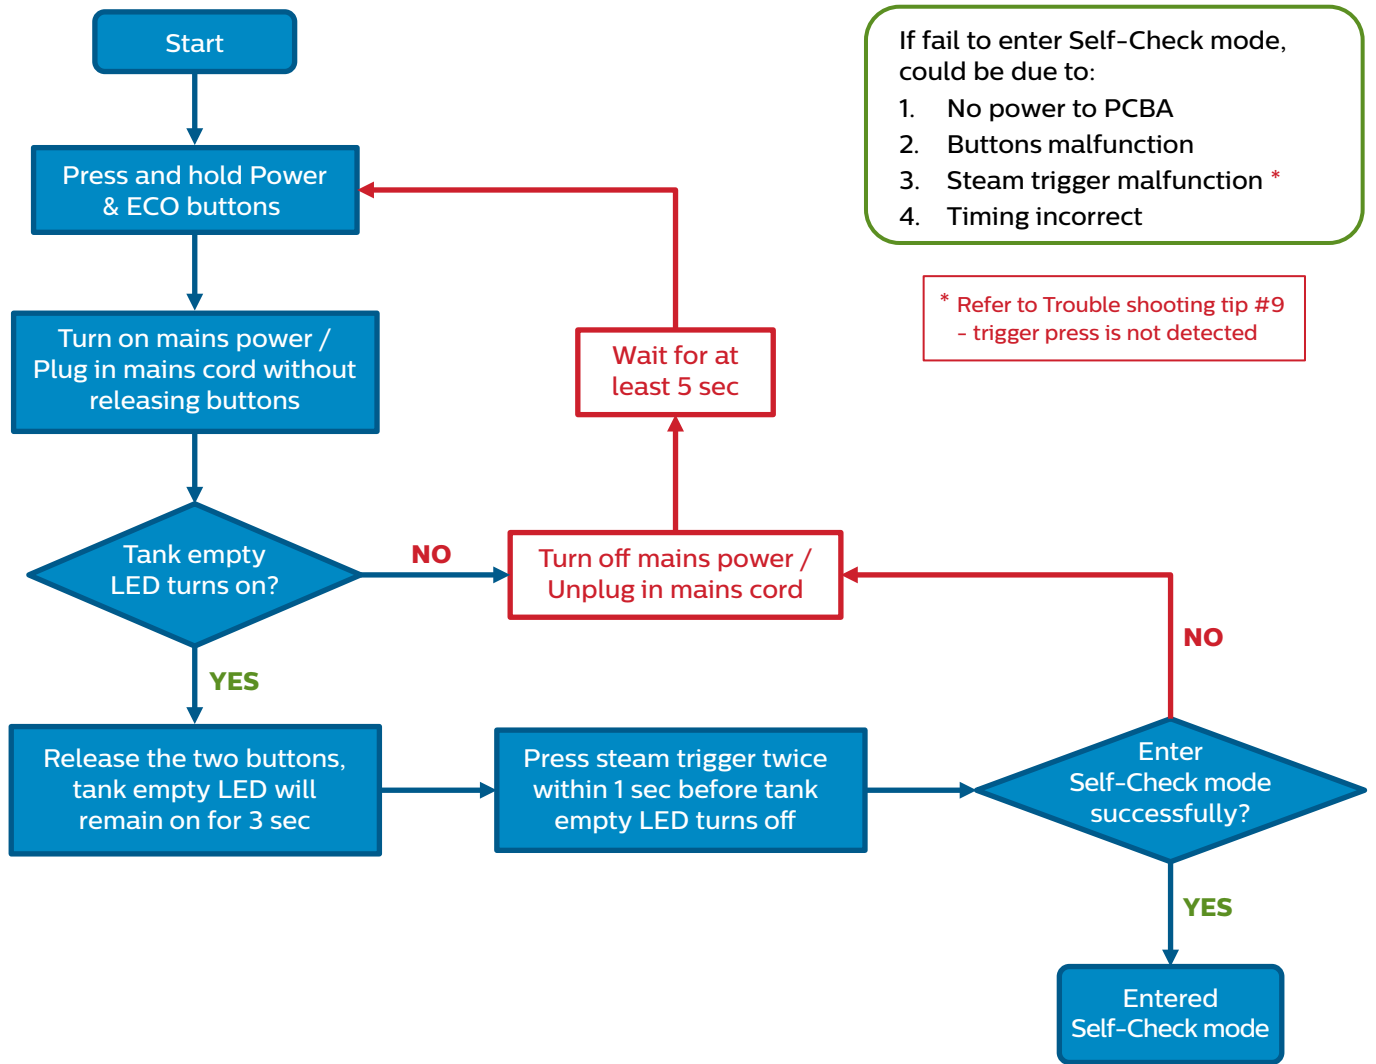 Start
Press and hold Power
& ECO buttons
Turn on mains power /
Plug in mains cord without
releasing buttons
Tank empty
LED turns on?
NO
YES
Turn off mains power /
Unplug in mains cord
Wait for at
least 5 sec
Release the two buttons,
tank empty LED will
remain on for 3 sec
Press steam trigger twice
within 1 sec before tank
empty LED turns off
Enter
Self-Check mode
successfully?
NO
YES
Entered
Self-Check mode
If fail to enter Self-Check mode,
could be due to:
1. No power to PCBA
2. Buttons malfunction
3. Steam trigger malfunction *
4. Timing incorrect
* Refer to Trouble shooting tip #9
- trigger press is not detected